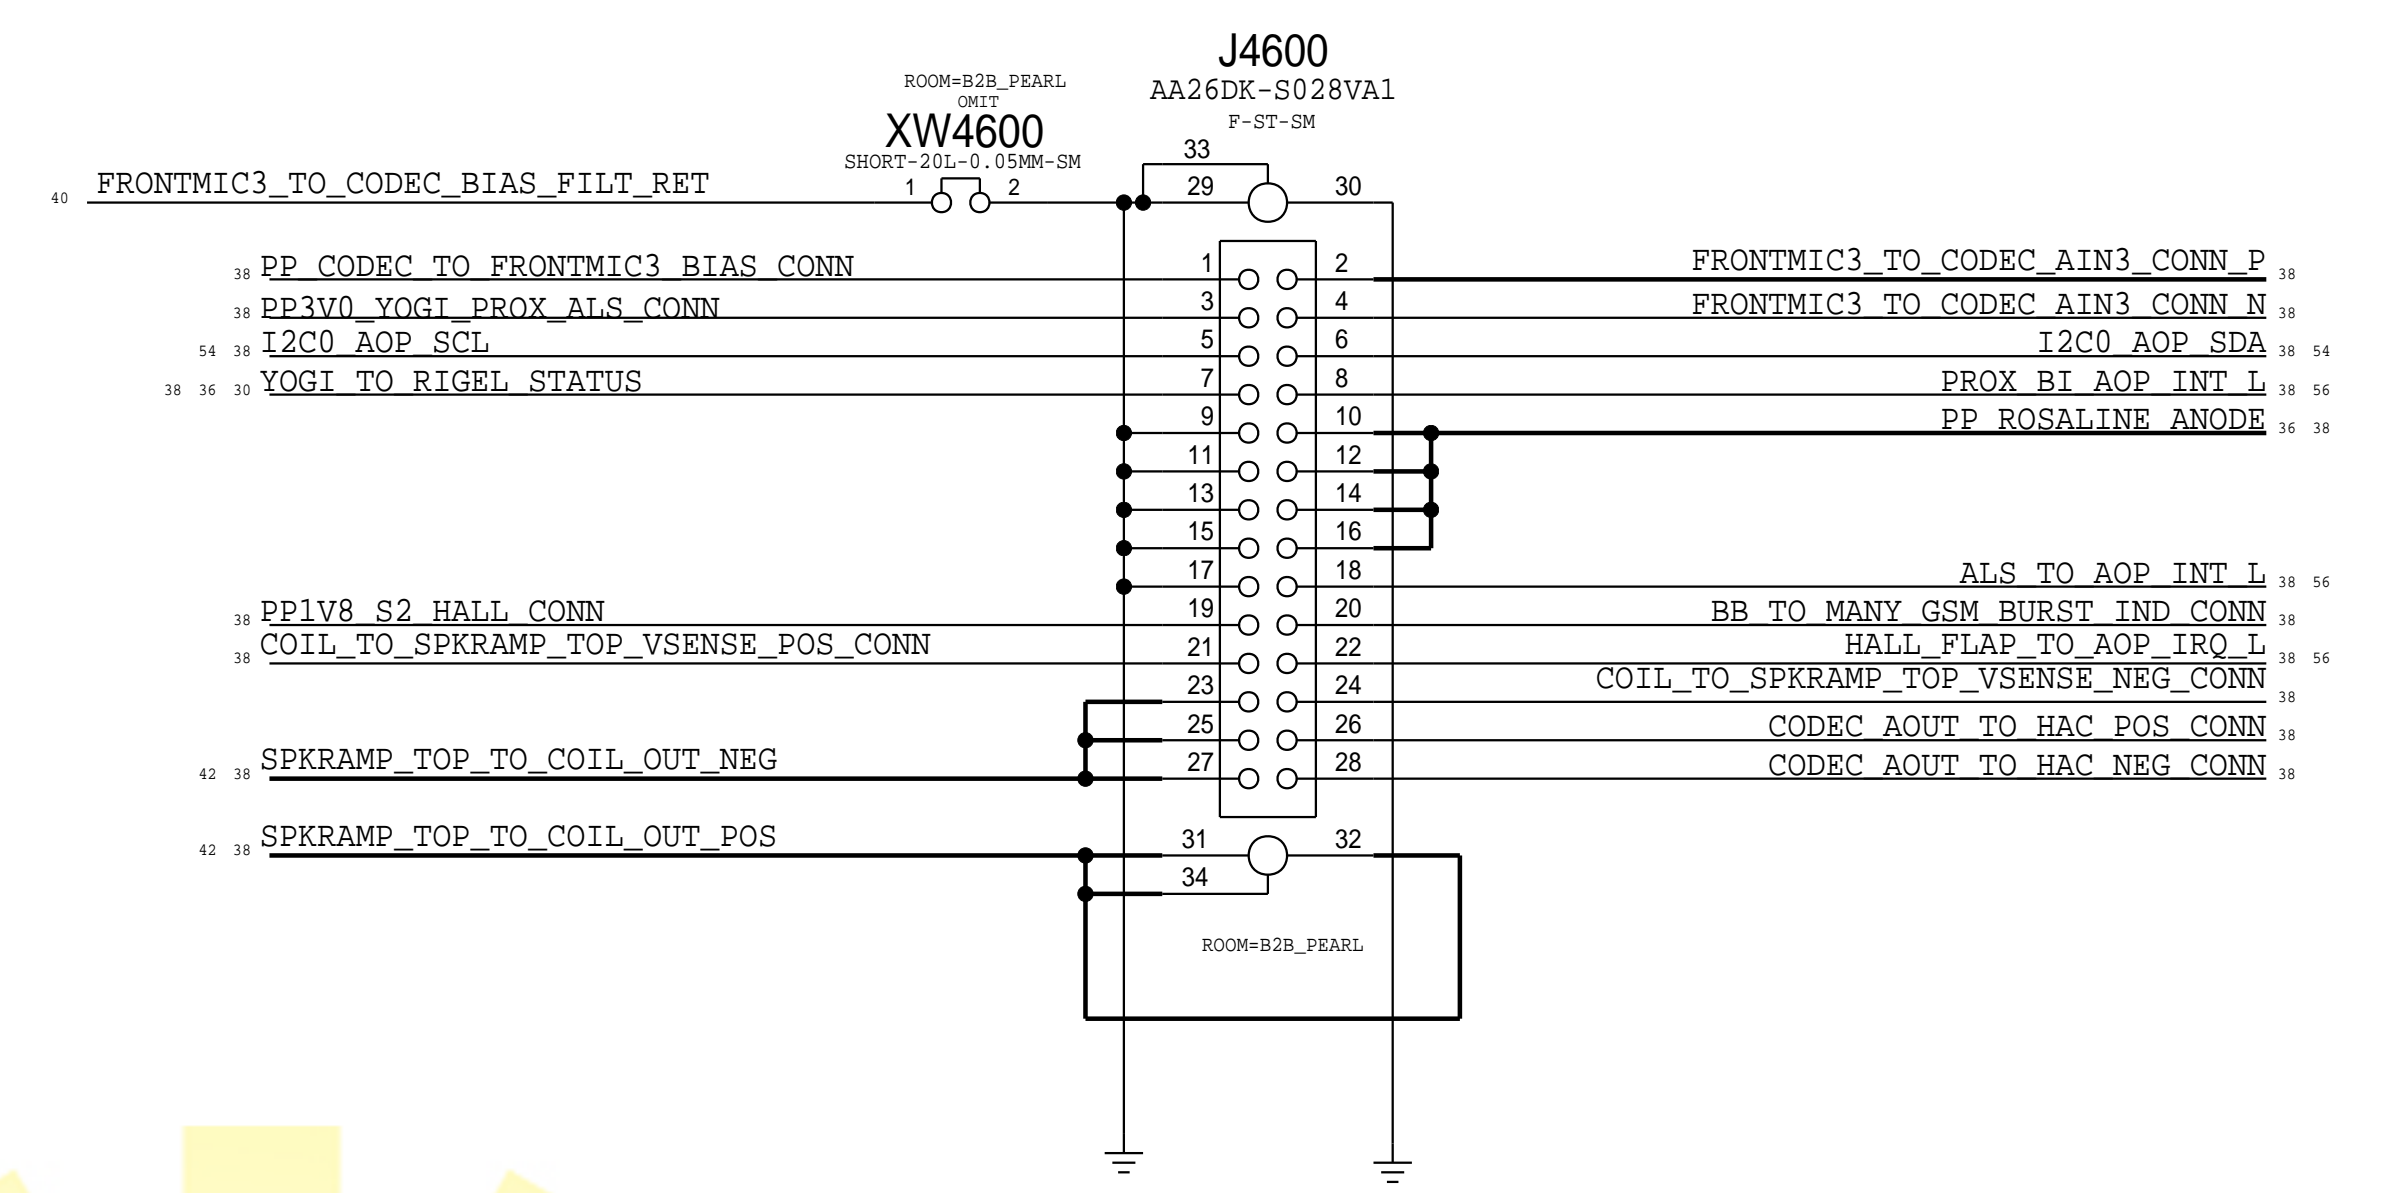 J4600
AA26DK-S028VA1
F-ST-SM
ROOM=B2B_PEARL
OMIT
XW4600
SHORT-20L-0.05MM-SM
40 FRONTMIC3_TO_CODEC_BIAS_FILT_RET 1 2
33
29 30
38 PP_CODEC_TO_FRONTMIC3_BIAS_CONN 1 2 FRONTMIC3_TO_CODEC_AIN3_CONN_P 38
38 PP3V0_YOGI_PROX_ALS_CONN 3 4 FRONTMIC3_TO_CODEC_AIN3_CONN_N 38
54 38 I2C0_AOP_SCL 5 6 I2C0_AOP_SDA 38 54
38 36 30 YOGI_TO_RIGEL_STATUS 7 8 PROX_BI_AOP_INT_L 38 56
9 10 PP_ROSALINE_ANODE 36 38
11 12
13 14
15 16
17 18 ALS_TO_AOP_INT_L 38 56
38 PP1V8_S2_HALL_CONN 19 20 BB_TO_MANY_GSM_BURST_IND_CONN 38
38 COIL_TO_SPKRAMP_TOP_VSENSE_POS_CONN 21 22 HALL_FLAP_TO_AOP_IRQ_L 38 56
23 24 COIL_TO_SPKRAMP_TOP_VSENSE_NEG_CONN 38
25 26 CODEC_AOUT_TO_HAC_POS_CONN 38
42 38 SPKRAMP_TOP_TO_COIL_OUT_NEG 27 28 CODEC_AOUT_TO_HAC_NEG_CONN 38
42 38 SPKRAMP_TOP_TO_COIL_OUT_POS 31 32
34
ROOM=B2B_PEARL